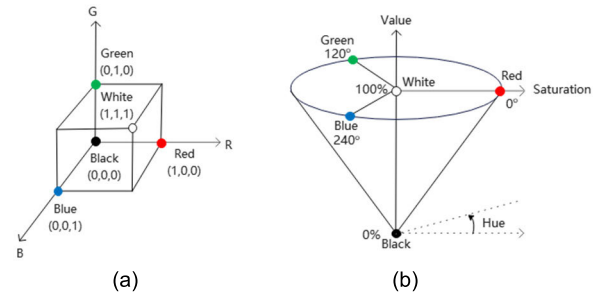 G
Green
(0,1,0)
White
(1,1,1)
R
Black
(0,0,0)
Red
(1,0,0)
Blue
(0,0,1)
B
(a)
Value
Green
120°
100%
White
Red
0°
Saturation
Blue
240°
Hue
0%
Black
(b)